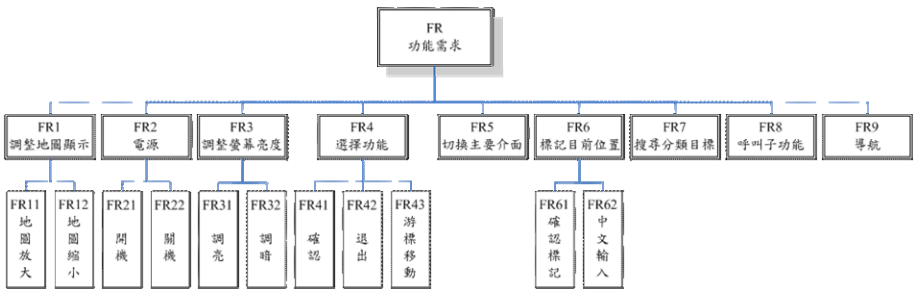 FR
功能需求
FR1
調整地圖顯示
FR2
電源
FR3
調整螢幕亮度
FR4
選擇功能
FR5
切換主要介面
FR6
標記目前位置
FR7
搜尋分類目標
FR8
呼叫子功能
FR9
導航
FR11
地圖放大
FR12
地圖縮小
FR21
開機
FR22
關機
FR31
調亮
FR32
調暗
FR41
確認
FR42
退出
FR43
游標移動
FR61
確認標記
FR62
中文輸入